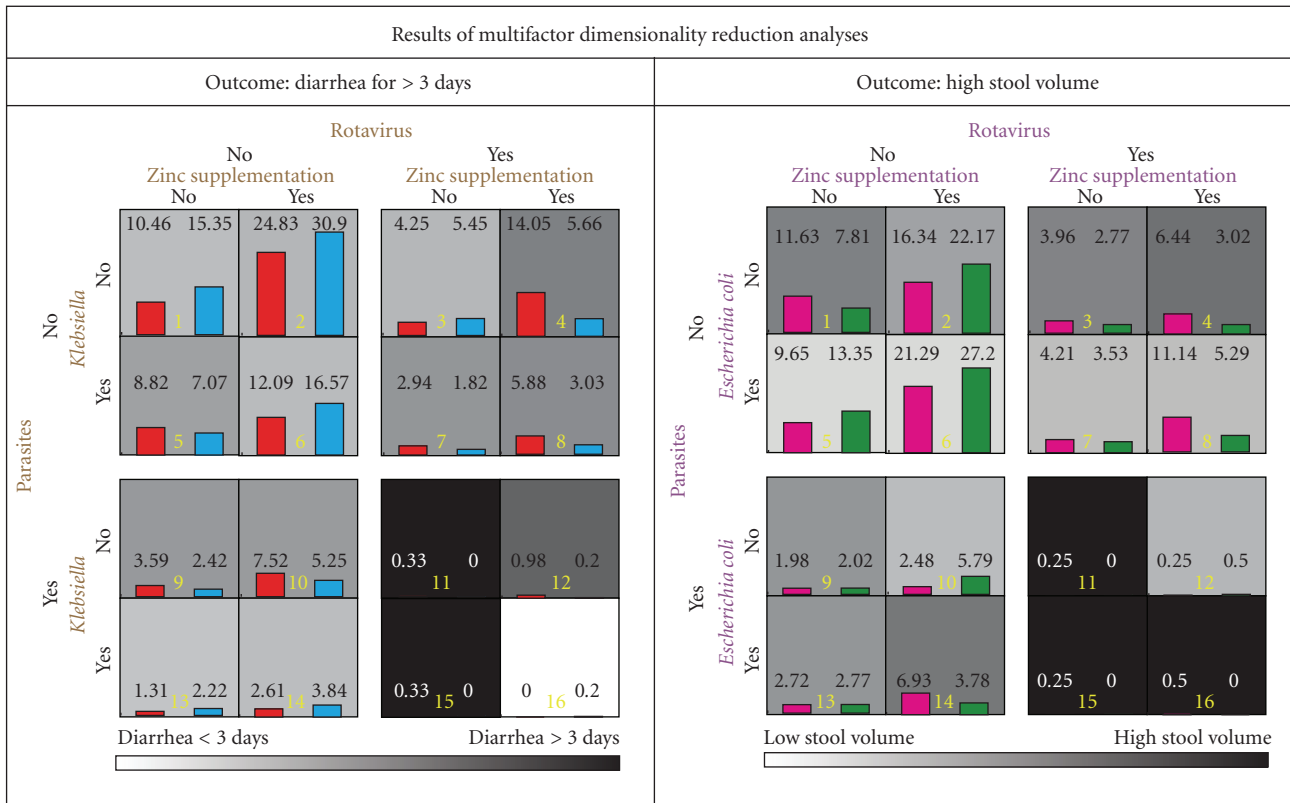 Results of multifactor dimensionality reduction analyses
Outcome: diarrhea for > 3 days
Rotavirus
No Yes
Zinc supplementation Zinc supplementation
No Yes No Yes
Parasites
No
Klebsiella
No
10.46 15.35 24.83 30.9 4.25 5.45 14.05 5.66
1 2 3 4
Yes
8.82 7.07 12.09 16.57 2.94 1.82 5.88 3.03
5 6 7 8
Yes
Klebsiella
No
3.59 2.42 7.52 5.25 0.33 0 0.98 0.2
9 10 11 12
Yes
1.31 2.22 2.61 3.84 0.33 0 0 0.2
13 14 15 16
Diarrhea < 3 days Diarrhea > 3 days
Outcome: high stool volume
Rotavirus
No Yes
Zinc supplementation Zinc supplementation
No Yes No Yes
Parasites
No
Escherichia coli
No
11.63 7.81 16.34 22.17 3.96 2.77 6.44 3.02
1 2 3 4
Yes
9.65 13.35 21.29 27.2 4.21 3.53 11.14 5.29
5 6 7 8
Yes
Escherichia coli
No
1.98 2.02 2.48 5.79 0.25 0 0.25 0.5
9 10 11 12
Yes
2.72 2.77 6.93 3.78 0.25 0 0.5 0
13 14 15 16
Low stool volume High stool volume